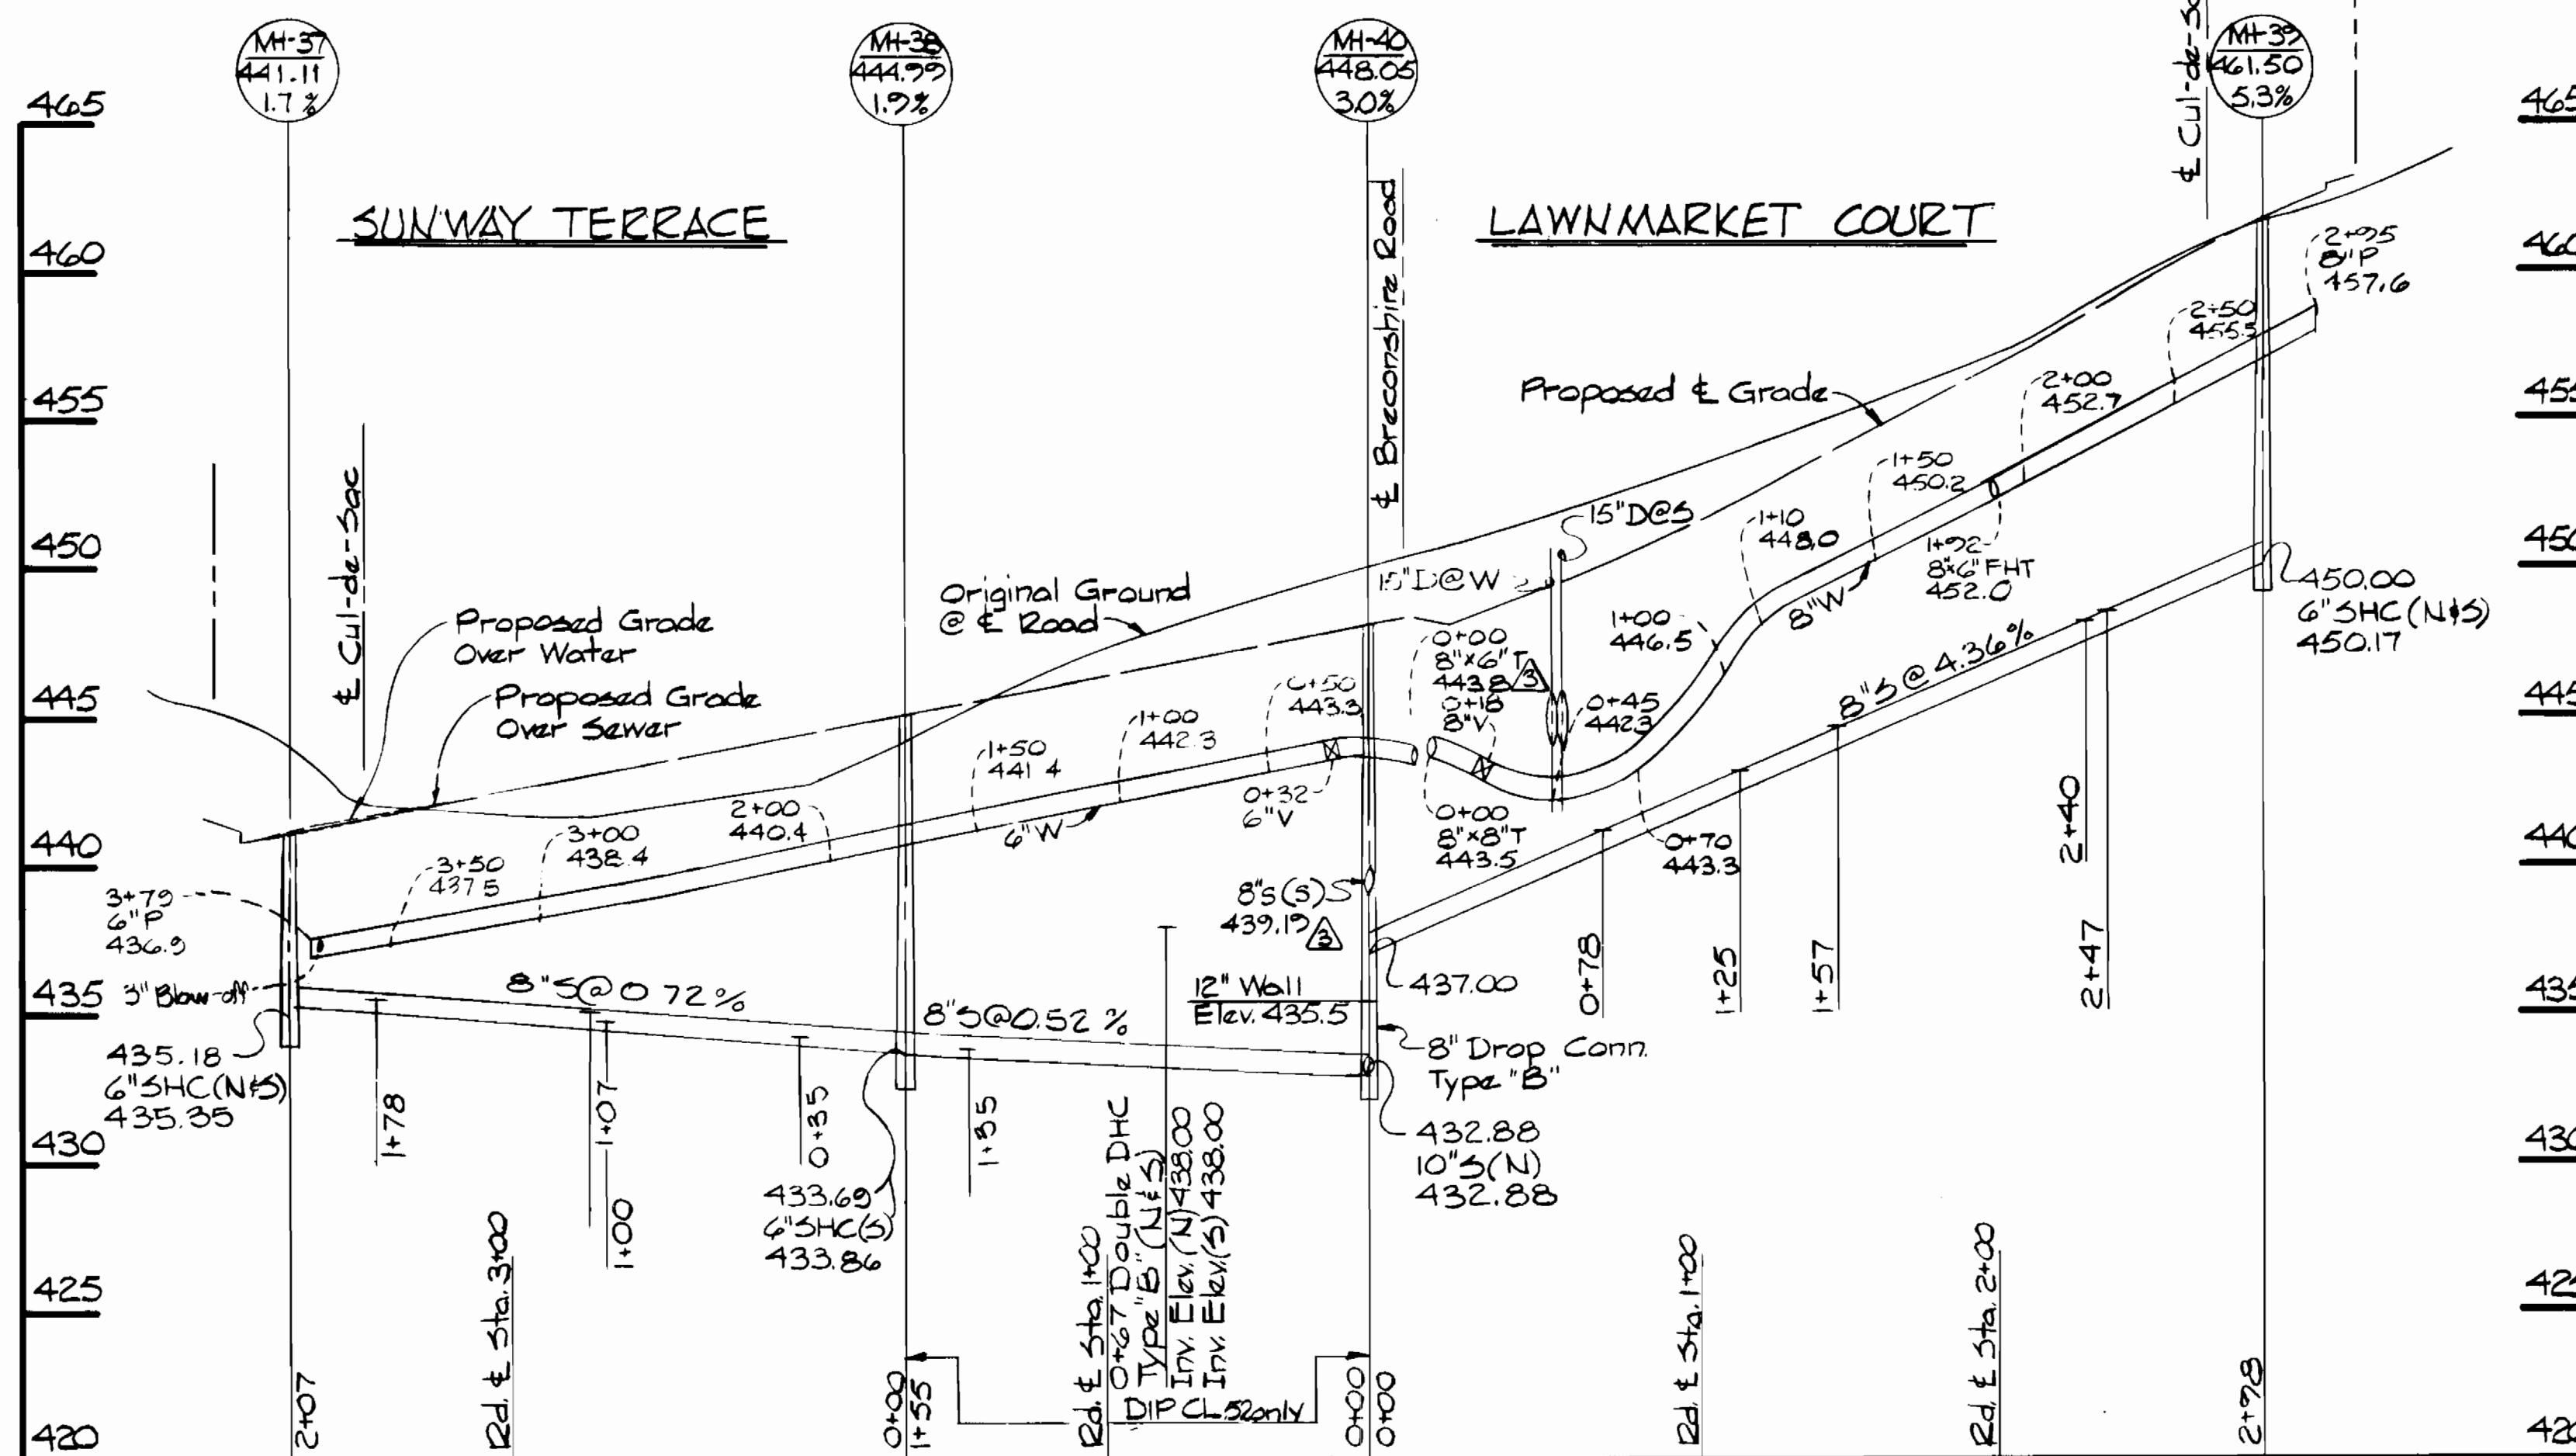 MH-37
441.11
1.7%
MH-38
444.99
1.9%
MH-40
448.05
3.0%
MH-39
461.50
5.3%
465
460
455
450
445
440
435
430
425
420
SUNWAY TERRACE
LAWNMARKET COURT
℄ Cul-de-Sac
Proposed Grade
Over Water
Proposed Grade
Over Sewer
Original Ground
@ ℄ Road
℄ Breconshire Road
Proposed ℄ Grade
15"D@S
15"D@W
3+79
6"P
436.9
3" Blow-off
435.18
6"SHC(N&S)
435.35
3+50
437.5
3+00
438.4
2+00
440.4
1+50
441.4
1+00
442.3
0+50
443.3
6"W
0+32
6"V
0+00
8"x6"T
443.8
3
0+18
8"V
0+00
8"x8"T
443.5
0+45
442.3
0+70
443.3
1+00
446.5
1+10
448.0
1+50
450.2
8"W
1+92
8"x6"FHT
452.0
2+00
452.7
2+50
455.5
2+95
8"P
457.6
8"S@0.72%
8"S@0.52%
8"S@4.36%
8"S(S)
439.19
3
12" Wall
Elev. 435.5
437.00
8" Drop Conn.
Type "B"
432.88
10"S(N)
432.88
450.00
6"SHC(N&S)
450.17
433.69
6"SHC(S)
433.86
1+78
1+07
1+00
0+35
1+35
0+78
1+25
1+57
2+40
2+47
0+67 Double DHC
Type "B" (N&S)
Inv. Elev. (N) 438.00
Inv. Elev.(S) 438.00
DIP CL.52 only
2+07
Rd. ℄ Sta. 3+00
0+00
1+55
Rd. ℄ Sta. 1+00
0+00
0+00
Rd. ℄ Sta. 1+00
Rd. ℄ Sta. 2+00
2+98